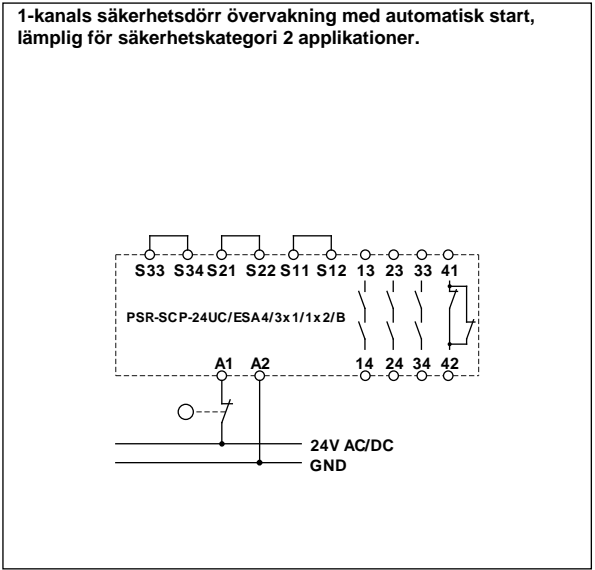 1-kanals säkerhetsdörr övervakning med automatisk start,
lämplig för säkerhetskategori 2 applikationer.
S33 S34 S21 S22 S11 S12 13 23 33 41
PSR-SCP-24UC/ESA4/3x1/1x2/B
A1 A2 14 24 34 42
24V AC/DC
GND